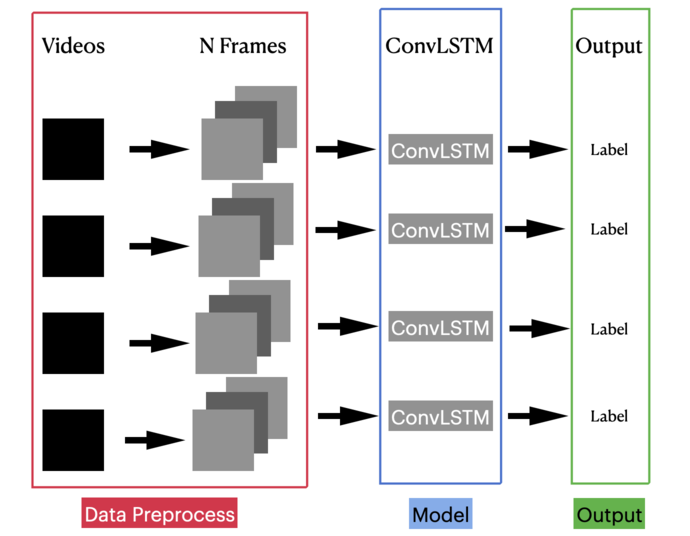 Videos
N Frames
ConvLSTM
Output
ConvLSTM
Label
ConvLSTM
Label
ConvLSTM
Label
ConvLSTM
Label
Data Preprocess
Model
Output